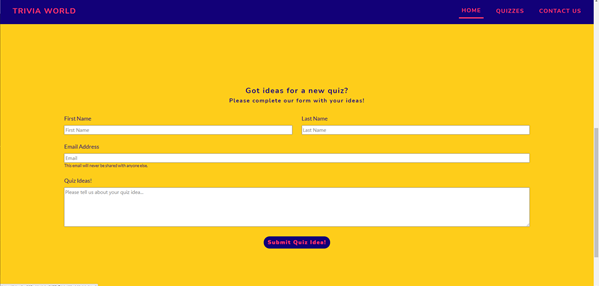 TRIVIA WORLD
HOME QUIZZES CONTACT US
Got ideas for a new quiz?
Please complete our form with your ideas!
First Name Last Name
First Name Last Name
Email Address
Email
This email will never be shared with anyone else.
Quiz Ideas!
Please tell us about your quiz idea...
Submit Quiz Idea!